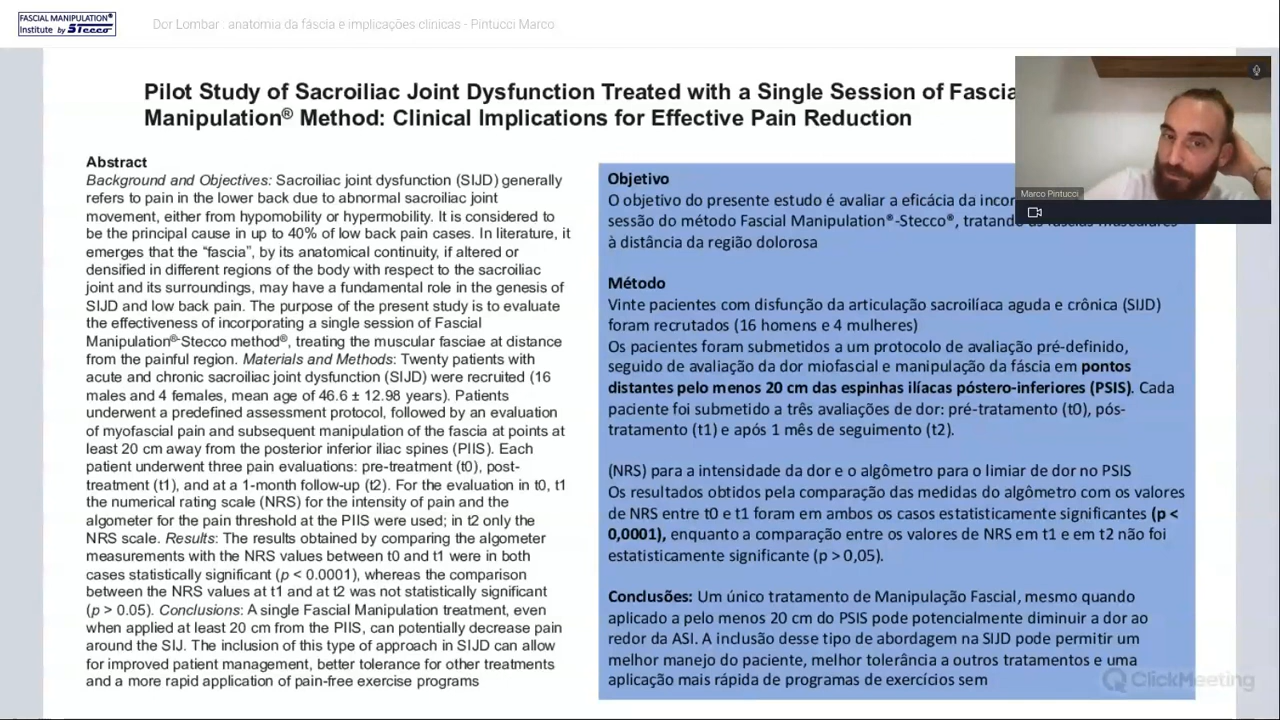 FASCIAL MANIPULATION®
Institute by Stecco®
Dor Lombar : anatomia da fáscia e implicações clínicas - Pintucci Marco
Pilot Study of Sacroiliac Joint Dysfunction Treated with a Single Session of Fascia
Manipulation® Method: Clinical Implications for Effective Pain Reduction
Marco Pintucci
Abstract
Background and Objectives: Sacroiliac joint dysfunction (SIJD) generally
refers to pain in the lower back due to abnormal sacroiliac joint
movement, either from hypomobility or hypermobility. It is considered to
be the principal cause in up to 40% of low back pain cases. In literature, it
emerges that the “fascia”, by its anatomical continuity, if altered or
densified in different regions of the body with respect to the sacroiliac
joint and its surroundings, may have a fundamental role in the genesis of
SIJD and low back pain. The purpose of the present study is to evaluate
the effectiveness of incorporating a single session of Fascial
Manipulation®-Stecco method®, treating the muscular fasciae at distance
from the painful region. Materials and Methods: Twenty patients with
acute and chronic sacroiliac joint dysfunction (SIJD) were recruited (16
males and 4 females, mean age of 46.6 ± 12.98 years). Patients
underwent a predefined assessment protocol, followed by an evaluation
of myofascial pain and subsequent manipulation of the fascia at points at
least 20 cm away from the posterior inferior iliac spines (PIIS). Each
patient underwent three pain evaluations: pre-treatment (t0), post-
treatment (t1), and at a 1-month follow-up (t2). For the evaluation in t0, t1
the numerical rating scale (NRS) for the intensity of pain and the
algometer for the pain threshold at the PIIS were used; in t2 only the
NRS scale. Results: The results obtained by comparing the algometer
measurements with the NRS values between t0 and t1 were in both
cases statistically significant (p < 0.0001), whereas the comparison
between the NRS values at t1 and at t2 was not statistically significant
(p > 0.05). Conclusions: A single Fascial Manipulation treatment, even
when applied at least 20 cm from the PIIS, can potentially decrease pain
around the SIJ. The inclusion of this type of approach in SIJD can allow
for improved patient management, better tolerance for other treatments
and a more rapid application of pain-free exercise programs
Objetivo
O objetivo do presente estudo é avaliar a eficácia da incor
sessão do método Fascial Manipulation®-Stecco®, tratando as fáscias musculares
à distância da região dolorosa
Método
Vinte pacientes com disfunção da articulação sacroilíaca aguda e crônica (SIJD)
foram recrutados (16 homens e 4 mulheres)
Os pacientes foram submetidos a um protocolo de avaliação pré-definido,
seguido de avaliação da dor miofascial e manipulação da fáscia em pontos
distantes pelo menos 20 cm das espinhas ilíacas póstero-inferiores (PSIS). Cada
paciente foi submetido a três avaliações de dor: pré-tratamento (t0), pós-
tratamento (t1) e após 1 mês de seguimento (t2).
(NRS) para a intensidade da dor e o algômetro para o limiar de dor no PSIS
Os resultados obtidos pela comparação das medidas do algômetro com os valores
de NRS entre t0 e t1 foram em ambos os casos estatisticamente significantes (p <
0,0001), enquanto a comparação entre os valores de NRS em t1 e em t2 não foi
estatisticamente significante (p > 0,05).
Conclusões: Um único tratamento de Manipulação Fascial, mesmo quando
aplicado a pelo menos 20 cm do PSIS pode potencialmente diminuir a dor ao
redor da ASI. A inclusão desse tipo de abordagem na SIJD pode permitir um
melhor manejo do paciente, melhor tolerância a outros tratamentos e uma
aplicação mais rápida de programas de exercícios sem
ClickMeeting